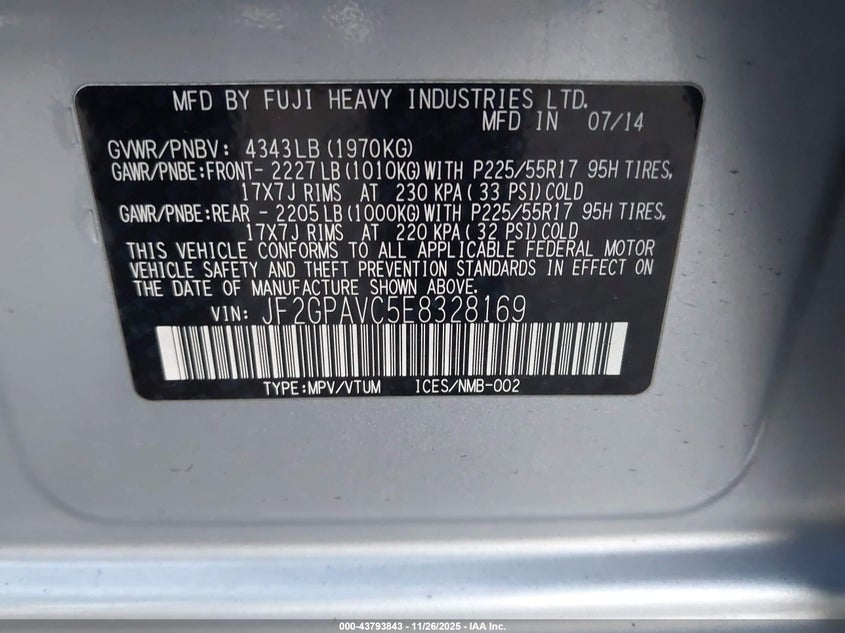 MFD BY FUJI HEAVY INDUSTRIES LTD.
MFD IN 07/14
GVWR/PNBV: 4343LB(1970KG)
GAWR/PNBE:FRONT- 2227LB(1010KG)WITH P225/55R17 95H TIRES,
17X7J RIMS AT 230 KPA(33 PSI)COLD
GAWR/PNBE:REAR - 2205LB(1000KG)WITH P225/55R17 95H TIRES,
17X7J RIMS AT 220 KPA(32 PSI)COLD
THIS VEHICLE CONFORMS TO ALL APPLICABLE FEDERAL MOTOR
VEHICLE SAFETY AND THEFT PREVENTION STANDARDS IN EFFECT ON
THE DATE OF MANUFACTURE SHOWN ABOVE.
VIN: JF2GPAVC5E8328169
TYPE:MPV/VTUM ICES/NMB-002
000-43793843 - 11/26/2025 - IAA Inc.